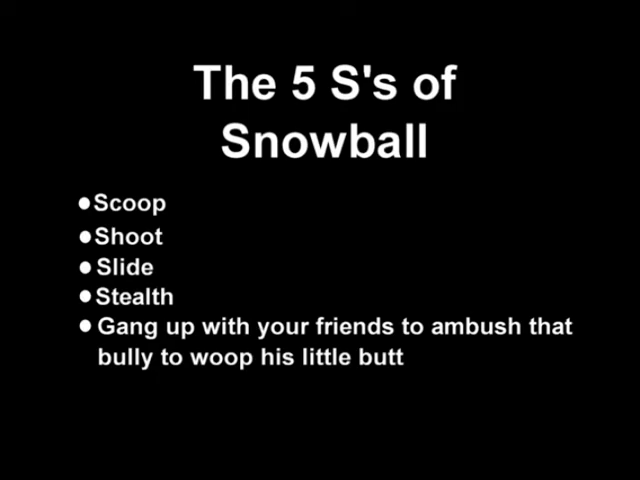 The 5 S's of
Snowball
•Scoop
•Shoot
•Slide
•Stealth
•Gang up with your friends to ambush that
bully to woop his little butt